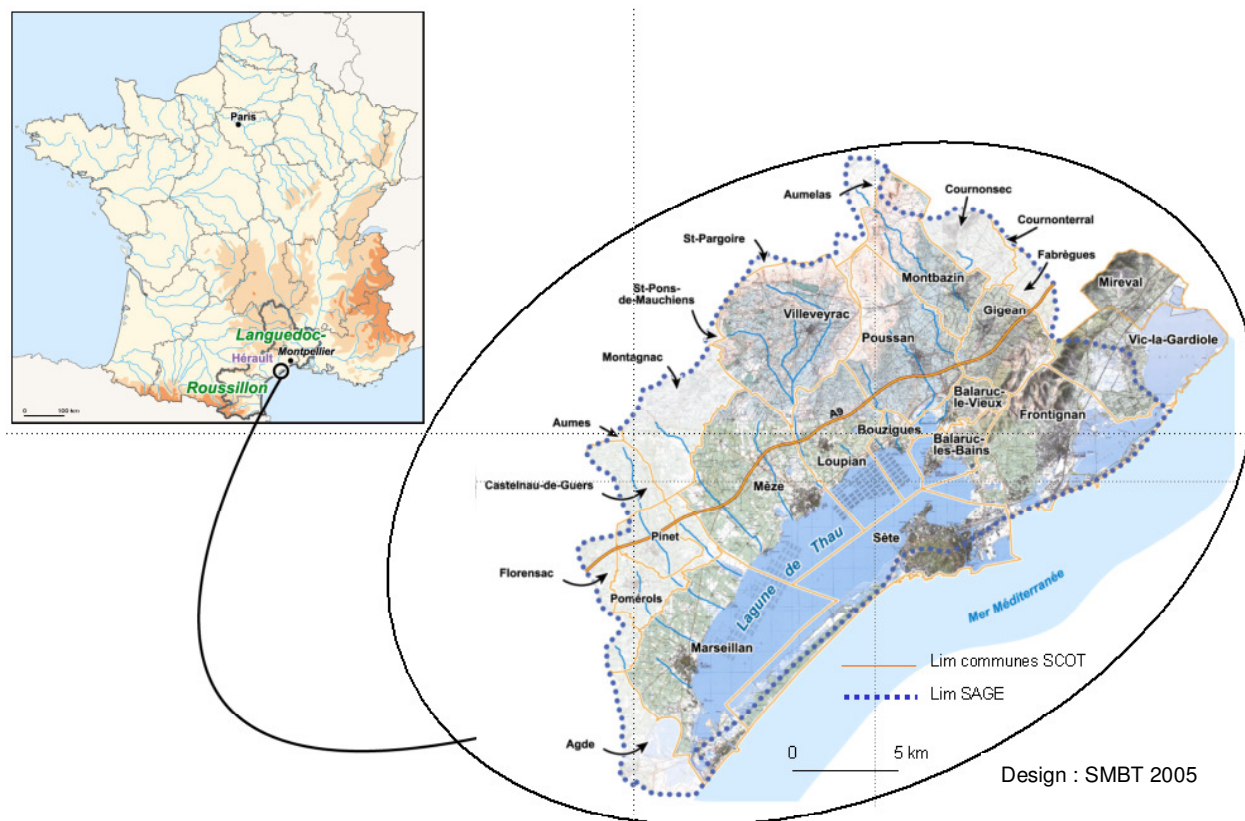 Paris
Languedoc-
Montpellier
Hérault
Roussillon
0 100 km
Aumelas
Cournonsec
Cournonterral
St-Pargoire
Fabrègues
Montbazin
Mireval
St-Pons-
de-Mauchiens
Villeveyrac
Gigean
Poussan
Vic-la-Gardiole
Montagnac
Balaruc-
le-Vieux
A9
Frontignan
Aumes
Bouzigues
Balaruc-
les-Bains
Loupian
Castelnau-de-Guers
Mèze
Pinet
Sète
Florensac
Lagune de Thau
Pomérols
Mer Méditerranée
Marseillan
Lim communes SCOT
Lim SAGE
Agde
0 5 km
Design : SMBT 2005